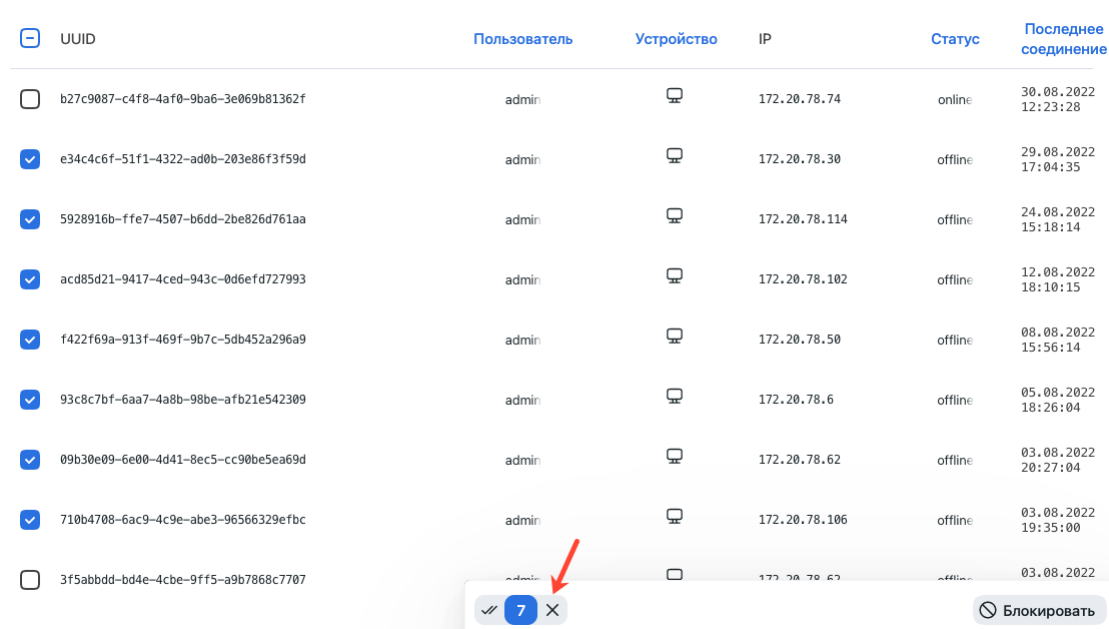 UUID Пользователь Устройство IP Статус Последнее соединение
b27c9087-c4f8-4af0-9ba6-3e069b81362f admin 172.20.78.74 online 30.08.2022 12:23:28
e34c4c6f-51f1-4322-ad0b-203e86f3f59d admin 172.20.78.30 offline 29.08.2022 17:04:35
5928916b-ffe7-4507-b6dd-2be826d761aa admin 172.20.78.114 offline 24.08.2022 15:18:14
acd85d21-9417-4ced-943c-0d6efd727993 admin 172.20.78.102 offline 12.08.2022 18:10:15
f422f69a-913f-469f-9b7c-5db452a296a9 admin 172.20.78.50 offline 08.08.2022 15:56:14
93c8c7bf-6aa7-4a8b-98be-afb21e542309 admin 172.20.78.6 offline 05.08.2022 18:26:04
09b30e09-6e00-4d41-8ec5-cc90be5ea69d admin 172.20.78.62 offline 03.08.2022 20:27:04
710b4708-6ac9-4c9e-abe3-96566329efbc admin 172.20.78.106 offline 03.08.2022 19:35:00
3f5abbdd-bd4e-4cbe-9ff5-a9b7868c7707 admin 172.20.78.62 offline 03.08.2022
7 Блокировать